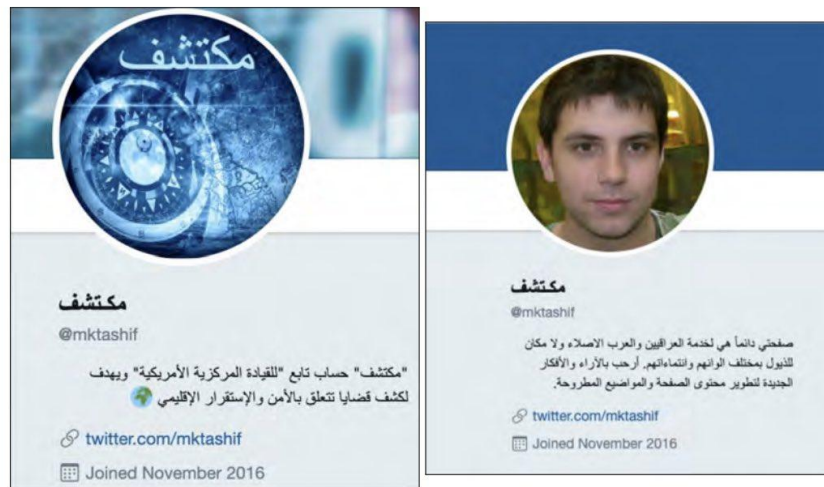 مكتشف
مكتشف
@mktashif
"مكتشف" حساب تابع "للقيادة المركزية الأمريكية" ويهدف
لكشف قضايا تتعلق بالأمن والإستقرار الإقليمي
twitter.com/mktashif
Joined November 2016
مكتشف
@mktashif
صفحتي دائماً هي لخدمة العراقيين والعرب الاصلاء ولا مكان
للذيول بمختلف الوانهم وانتماءاتهم. أرحب بالآراء والأفكار
الجديدة لتطوير محتوى الصفحة والمواضيع المطروحة.
twitter.com/mktashif
Joined November 2016